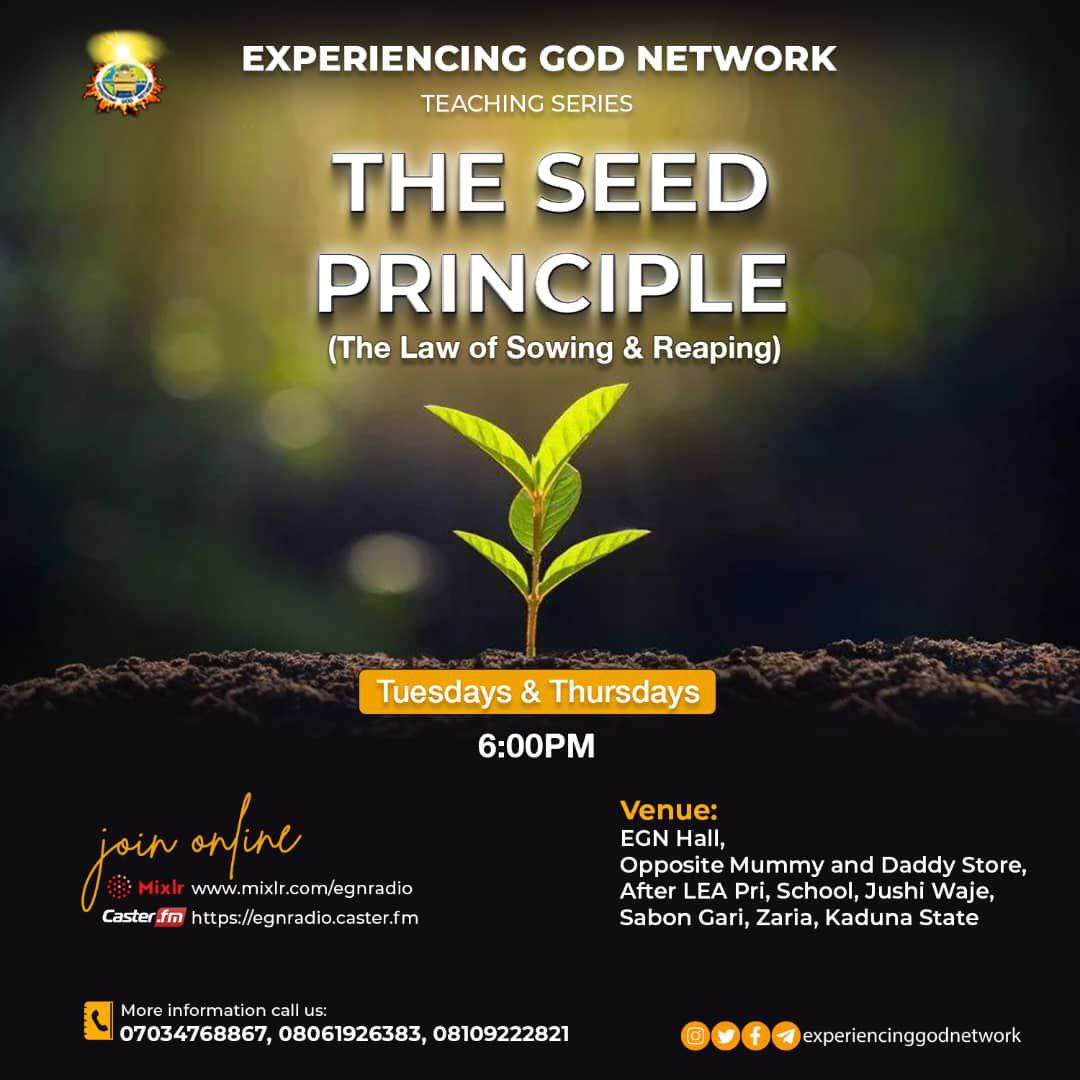 EXPERIENCING GOD NETWORK
TEACHING SERIES
THE SEED
PRINCIPLE
(The Law of Sowing & Reaping)
Tuesdays & Thursdays
6:00PM
join online
Mixlr www.mixlr.com/egnradio
Caster.fm https://egnradio.caster.fm
Venue:
EGN Hall,
Opposite Mummy and Daddy Store,
After LEA Pri, School, Jushi Waje,
Sabon Gari, Zaria, Kaduna State
More information call us:
07034768867, 08061926383, 08109222821
experiencinggodnetwork